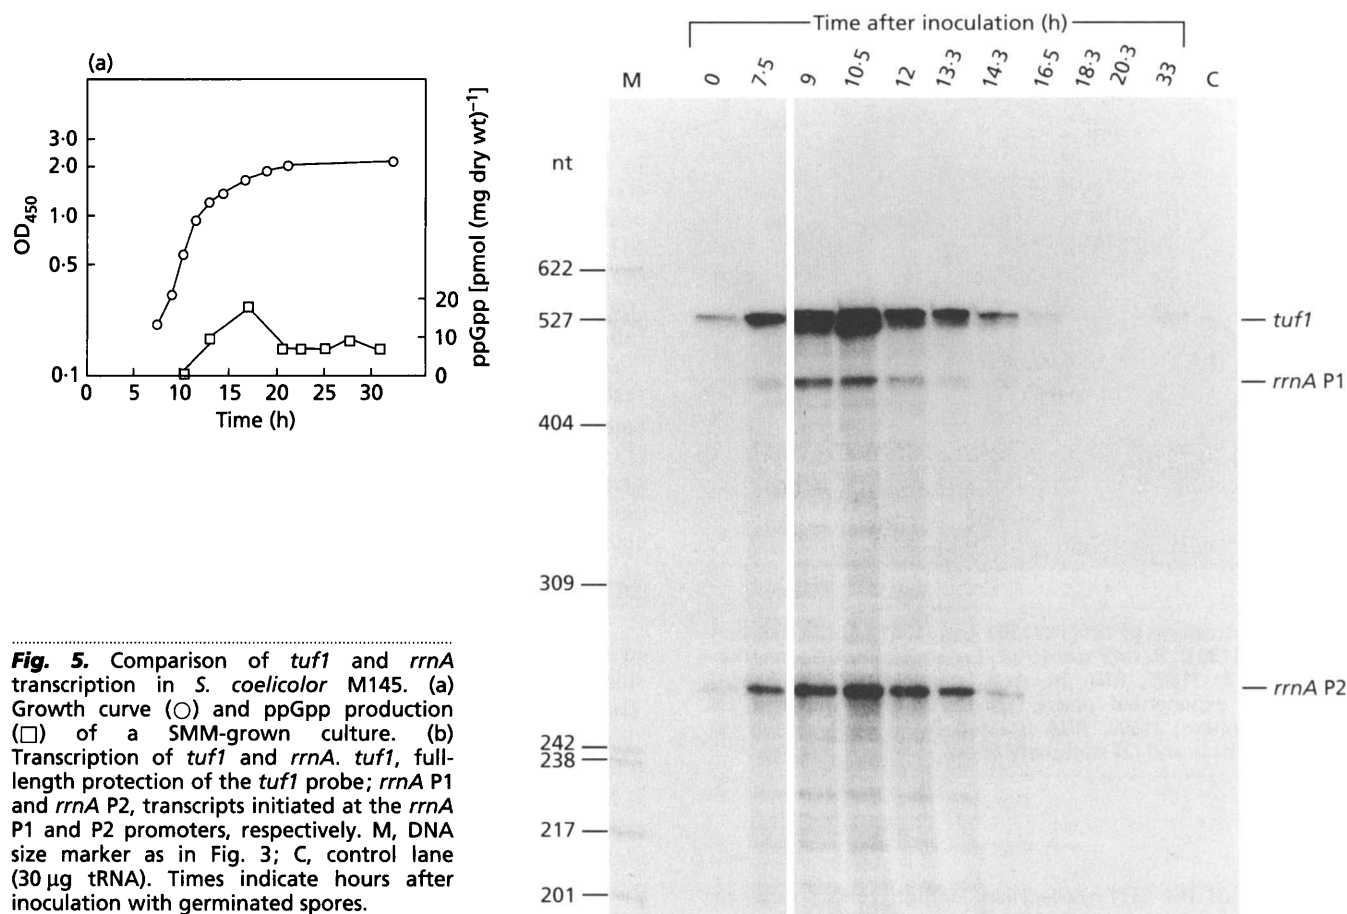 (a)
3·0
2·0
1·0
0·5
0·1
OD450
20
10
0
ppGpp [pmol (mg dry wt)−1]
0 5 10 15 20 25 30
Time (h)
Fig. 5. Comparison of tuf1 and rrnA
transcription in S. coelicolor M145. (a)
Growth curve (○) and ppGpp production
(□) of a SMM-grown culture. (b)
Transcription of tuf1 and rrnA. tuf1, full-
length protection of the tuf1 probe; rrnA P1
and rrnA P2, transcripts initiated at the rrnA
P1 and P2 promoters, respectively. M, DNA
size marker as in Fig. 3; C, control lane
(30 µg tRNA). Times indicate hours after
inoculation with germinated spores.
Time after inoculation (h)
M 0 7·5 9 10·5 12 13·3 14·3 16·5 18·3 20·3 33 C
nt
622
527
404
309
242
238
217
201
tuf1
rrnA P1
rrnA P2